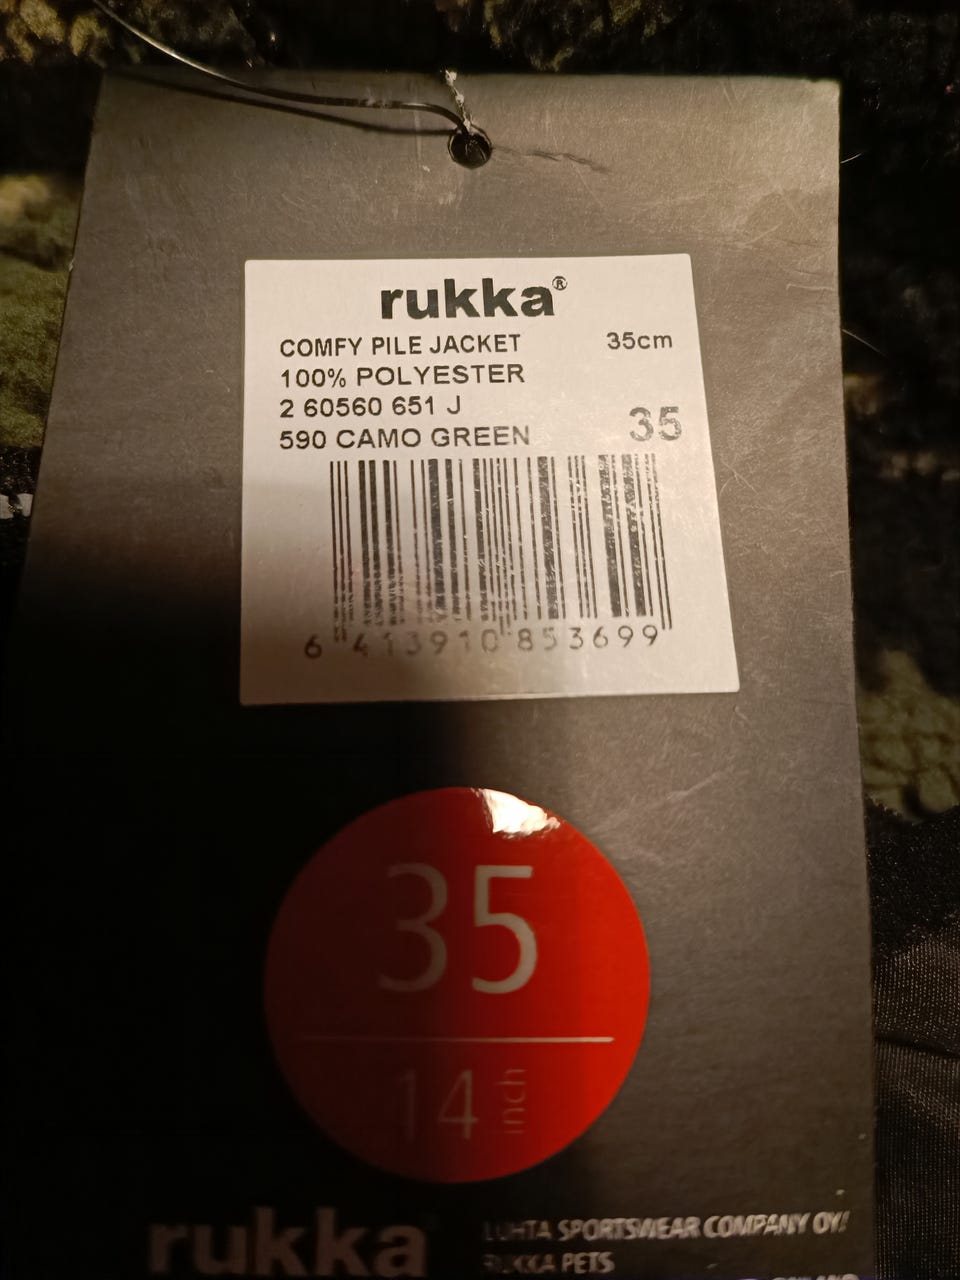 rukka®
COMFY PILE JACKET 35cm
100% POLYESTER
2 60560 651 J
590 CAMO GREEN 35
6 413910 853699
35
14 inch
rukka
LUHTA SPORTSWEAR COMPANY OY/
RUKKA PETS